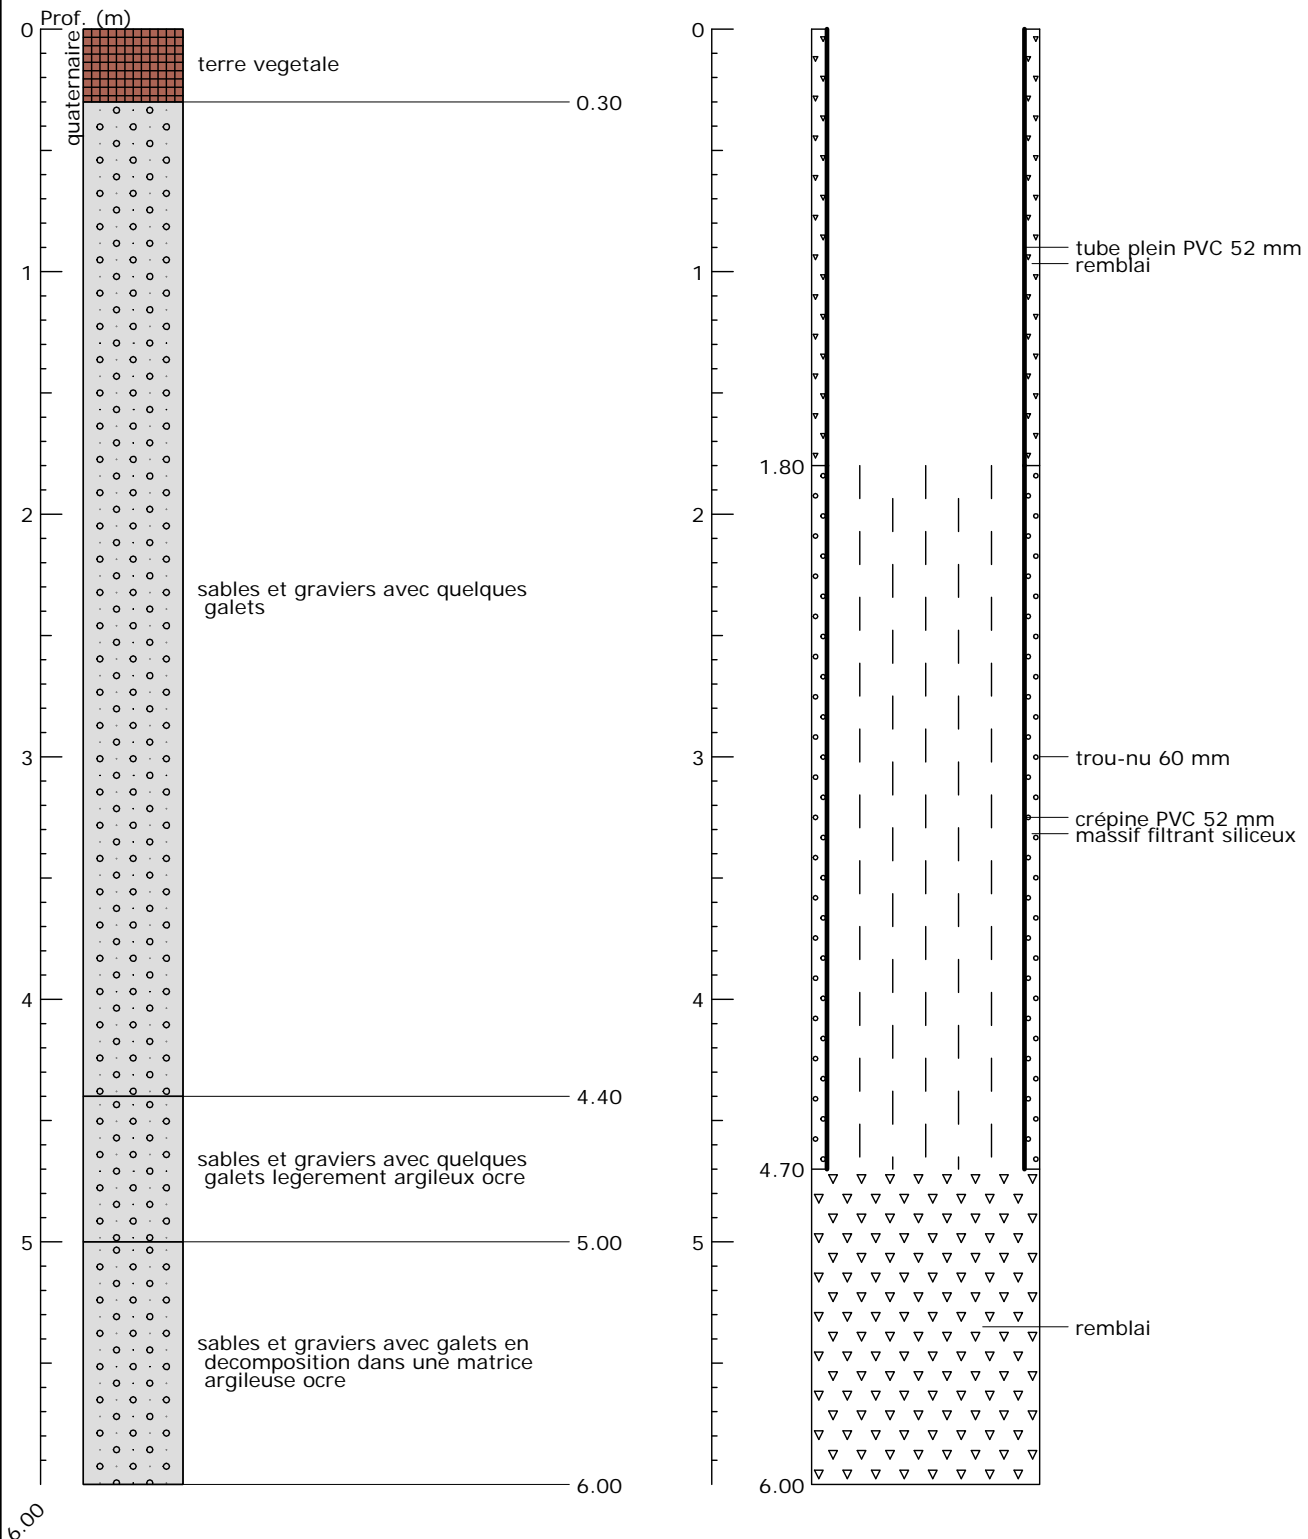 Prof. (m)
0
quaternaire
terre vegetale
0.30
1
2
sables et graviers avec quelques
galets
3
4
4.40
sables et graviers avec quelques
galets legerement argileux ocre
5
5.00
sables et graviers avec galets en
decomposition dans une matrice
argileuse ocre
6.00
6.00
0
tube plein PVC 52 mm
remblai
1
1.80
2
3
trou-nu 60 mm
crépine PVC 52 mm
massif filtrant siliceux
4
4.70
5
remblai
6.00